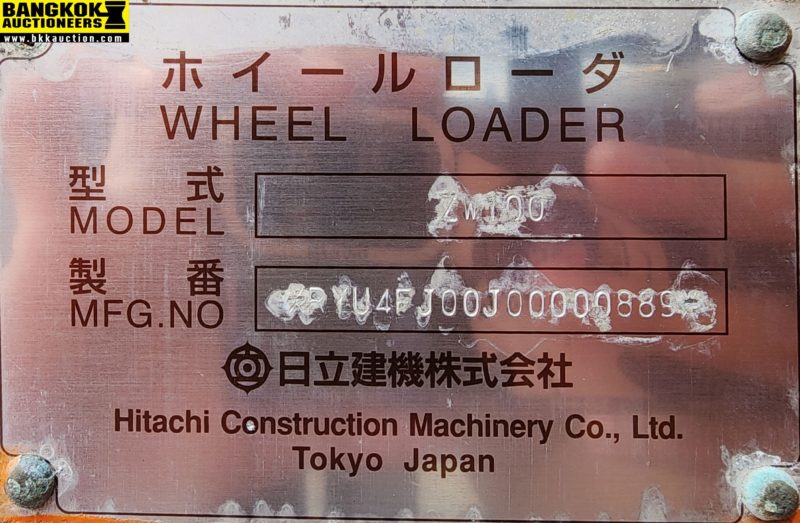 BANGKOK
AUCTIONEERS
www.bkkauction.com
ホイールローダ
WHEEL LOADER
型式
MODEL ZW100
製番
MFG.NO
日立建機株式会社
Hitachi Construction Machinery Co., Ltd.
Tokyo Japan